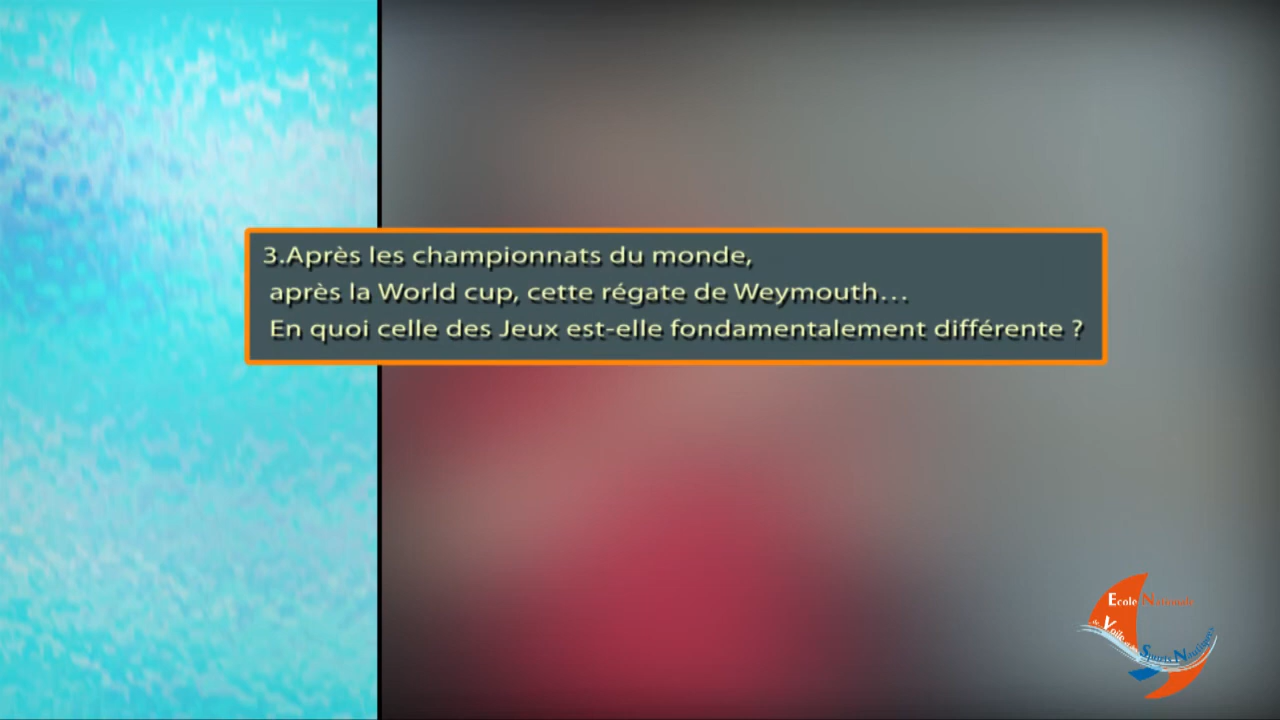 3.Après les championnats du monde,
après la World cup, cette régate de Weymouth...
En quoi celle des Jeux est-elle fondamentalement différente ?
Ecole Nationale
de Voile et des
Sports Nautiques